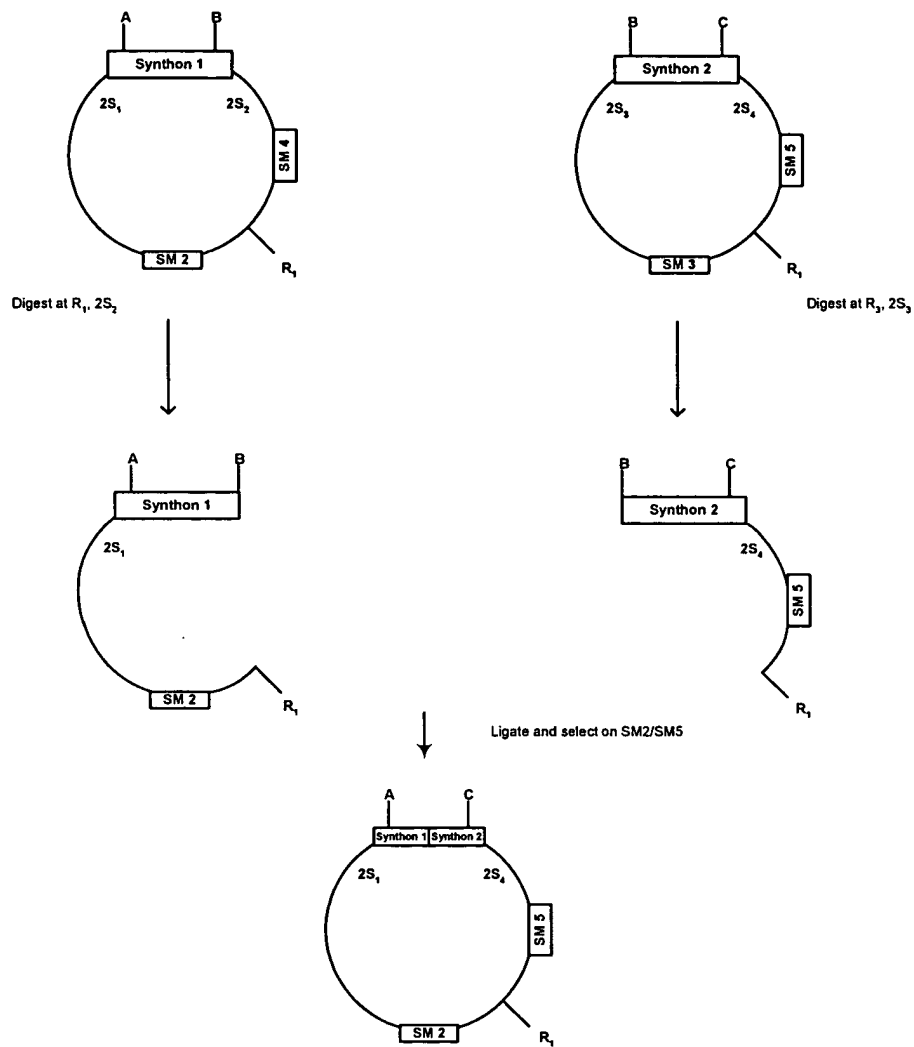 A B
Synthon 1
2S₁ 2S₂
SM 4
SM 2
R₁
B C
Synthon 2
2S₃ 2S₄
SM 5
SM 3
R₁
Digest at R₁, 2S₂
Digest at R₃, 2S₃
A B
Synthon 1
2S₁
SM 2
R₁
B C
Synthon 2
2S₄
SM 5
R₁
Ligate and select on SM2/SM5
A C
Synthon 1 Synthon 2
2S₁ 2S₄
SM 5
SM 2
R₁